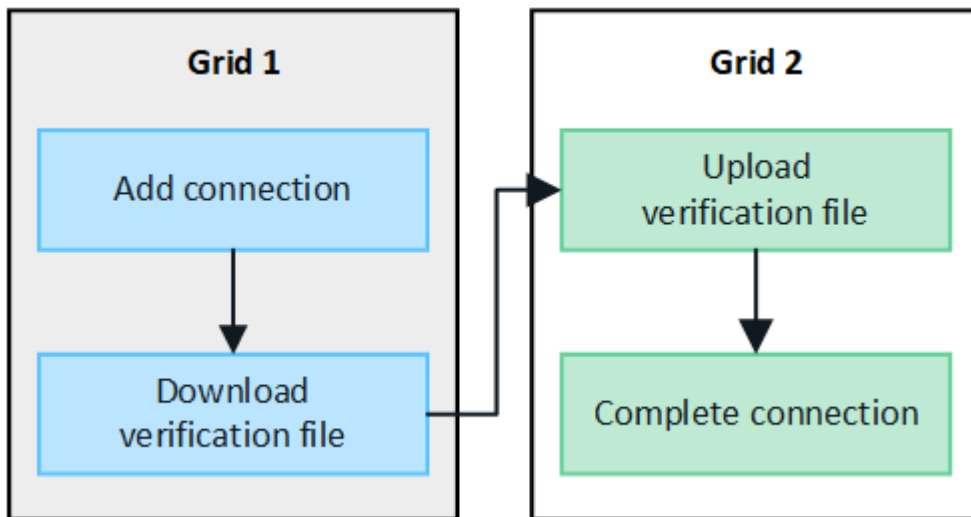 Grid 1
Add connection
Download
verification file
Grid 2
Upload
verification file
Complete connection